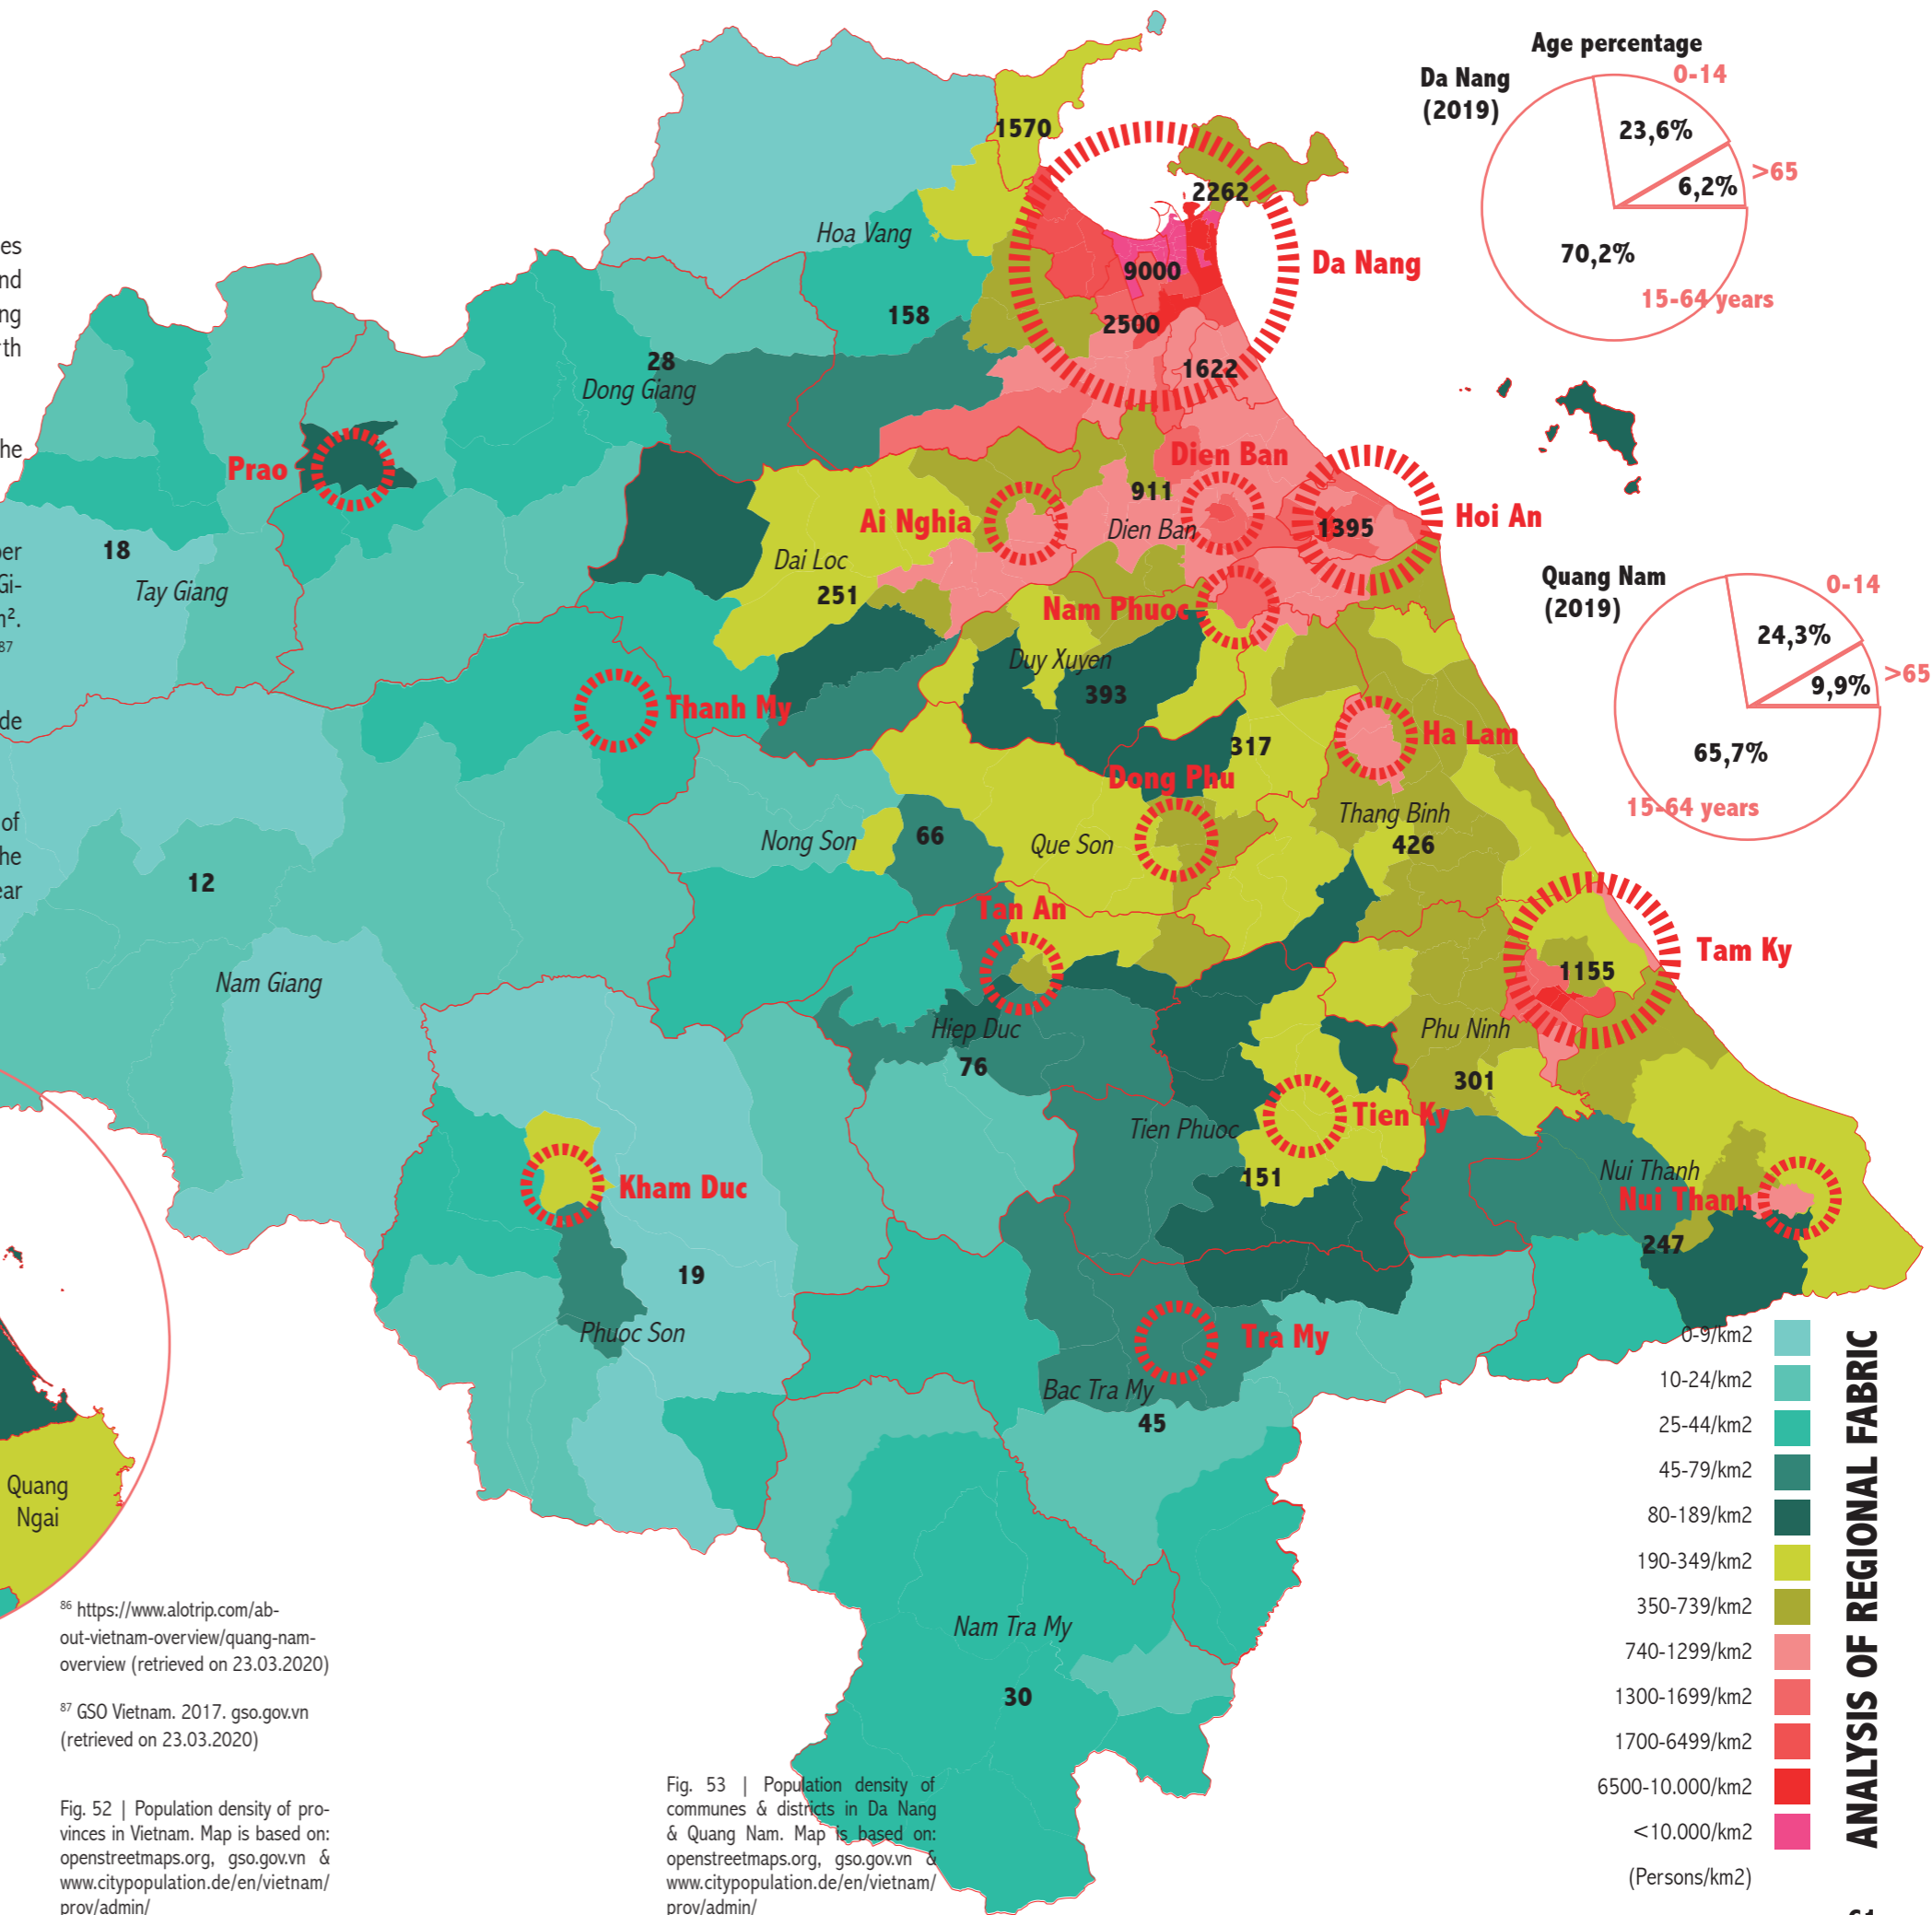 Age percentage
Da Nang
(2019)
0-14
23,6%
>65
6,2%
70,2%
15-64 years
1570
2262
Hoa Vang
9000
Da Nang
158
2500
28
1622
Dong Giang
Prao
Dien Ban
911
Ai Nghia
Dien Ban
1395
Hoi An
18
Dai Loc
Tay Giang
251
Nam Phuoc
Quang Nam
(2019)
0-14
24,3%
>65
9,9%
65,7%
15-64 years
Duy Xuyen
393
Thanh My
317
Ha Lam
Dong Phu
Thang Binh
426
Nong Son
66
Que Son
12
Tan An
Tam Ky
1155
Nam Giang
Hiep Duc
76
Phu Ninh
301
Tien Phuoc
Tien Ky
151
Nui Thanh
Nui Thanh
247
Kham Duc
19
Phuoc Son
Tra My
Bac Tra My
45
Nam Tra My
30
0-9/km2
10-24/km2
25-44/km2
45-79/km2
80-189/km2
190-349/km2
350-739/km2
740-1299/km2
1300-1699/km2
1700-6499/km2
6500-10.000/km2
<10.000/km2
(Persons/km2)
ANALYSIS OF REGIONAL FABRIC
Quang
Ngai
86 https://www.alotrip.com/ab-
out-vietnam-overview/quang-nam-
overview (retrieved on 23.03.2020)
87 GSO Vietnam. 2017. gso.gov.vn
(retrieved on 23.03.2020)
Fig. 52 | Population density of pro-
vinces in Vietnam. Map is based on:
openstreetmaps.org, gso.gov.vn &
www.citypopulation.de/en/vietnam/
prov/admin/
Fig. 53 | Population density of
communes & districts in Da Nang
& Quang Nam. Map is based on:
openstreetmaps.org, gso.gov.vn &
www.citypopulation.de/en/vietnam/
prov/admin/